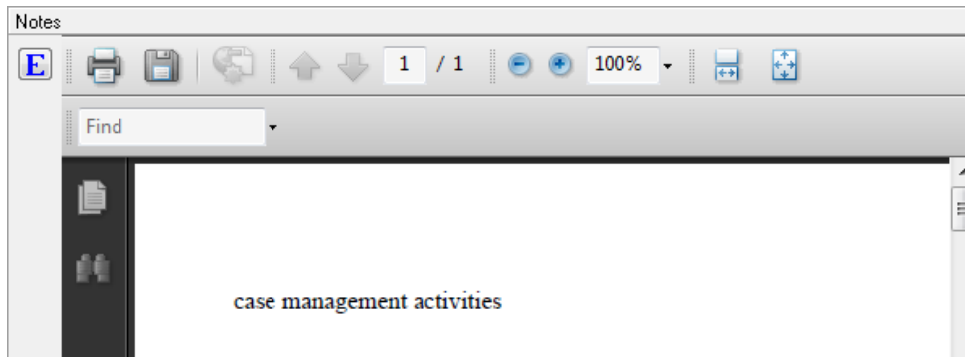 Notes
E
1 / 1
100%
Find
case management activities